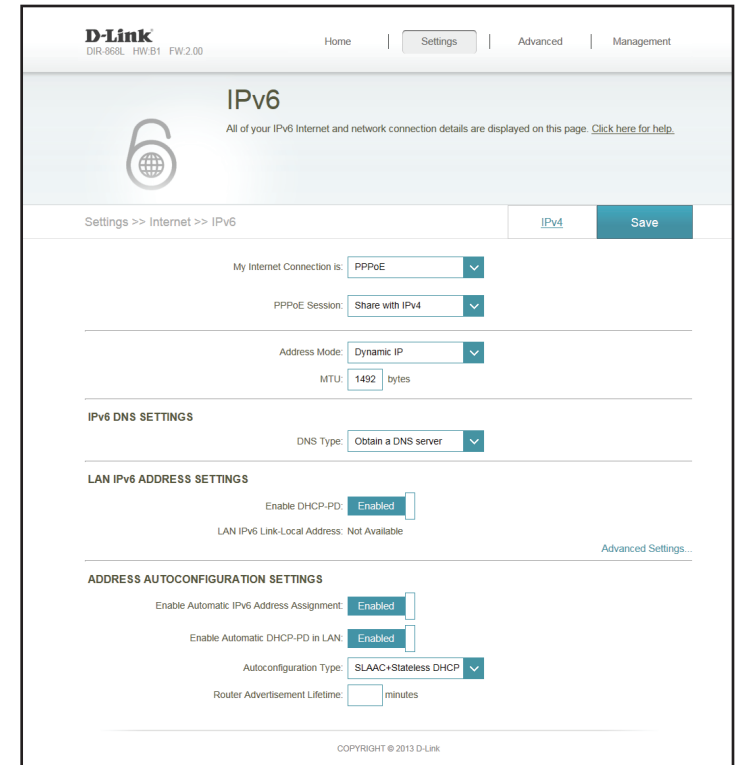 D-Link
DIR-868L HW:B1 FW:2.00
Home
Settings
Advanced
Management
IPv6
All of your IPv6 Internet and network connection details are displayed on this page. Click here for help.
Settings >> Internet >> IPv6
IPv4
Save
My Internet Connection is: PPPoE
PPPoE Session: Share with IPv4
Address Mode: Dynamic IP
MTU: 1492 bytes
IPv6 DNS SETTINGS
DNS Type: Obtain a DNS server
LAN IPv6 ADDRESS SETTINGS
Enable DHCP-PD: Enabled
LAN IPv6 Link-Local Address: Not Available
Advanced Settings...
ADDRESS AUTOCONFIGURATION SETTINGS
Enable Automatic IPv6 Address Assignment: Enabled
Enable Automatic DHCP-PD in LAN: Enabled
Autoconfiguration Type: SLAAC+Stateless DHCP
Router Advertisement Lifetime: minutes
COPYRIGHT © 2013 D-Link